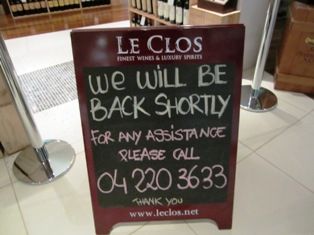 LE CLOS
FINEST WINES & LUXURY SPIRITS
WE WILL BE
BACK SHORTLY
FOR ANY ASSISTANCE
PLEASE CALL
04 220 3633
THANK YOU
www.leclos.net